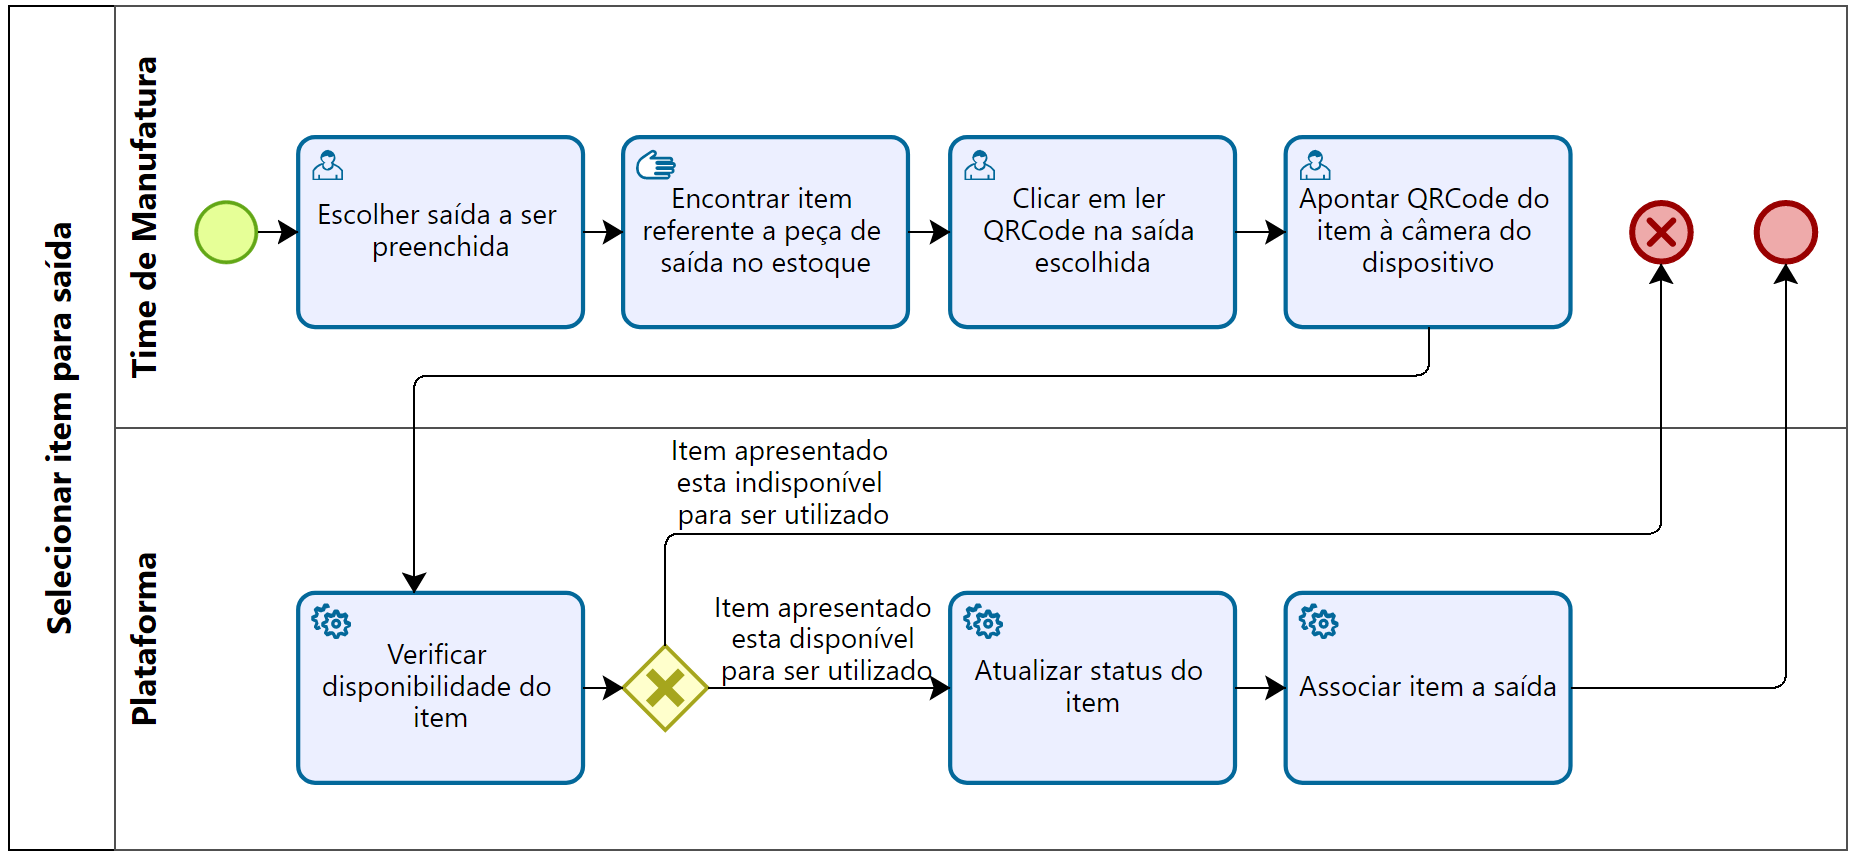 Selecionar item para saída
Time de Manufatura
Escolher saída a ser
preenchida
Encontrar item
referente a peça de
saída no estoque
Clicar em ler
QRCode na saída
escolhida
Apontar QRCode do
item à câmera do
dispositivo
Plataforma
Item apresentado
esta indisponível
para ser utilizado
Verificar
disponibilidade do
item
Item apresentado
esta disponível
para ser utilizado
Atualizar status do
item
Associar item a saída